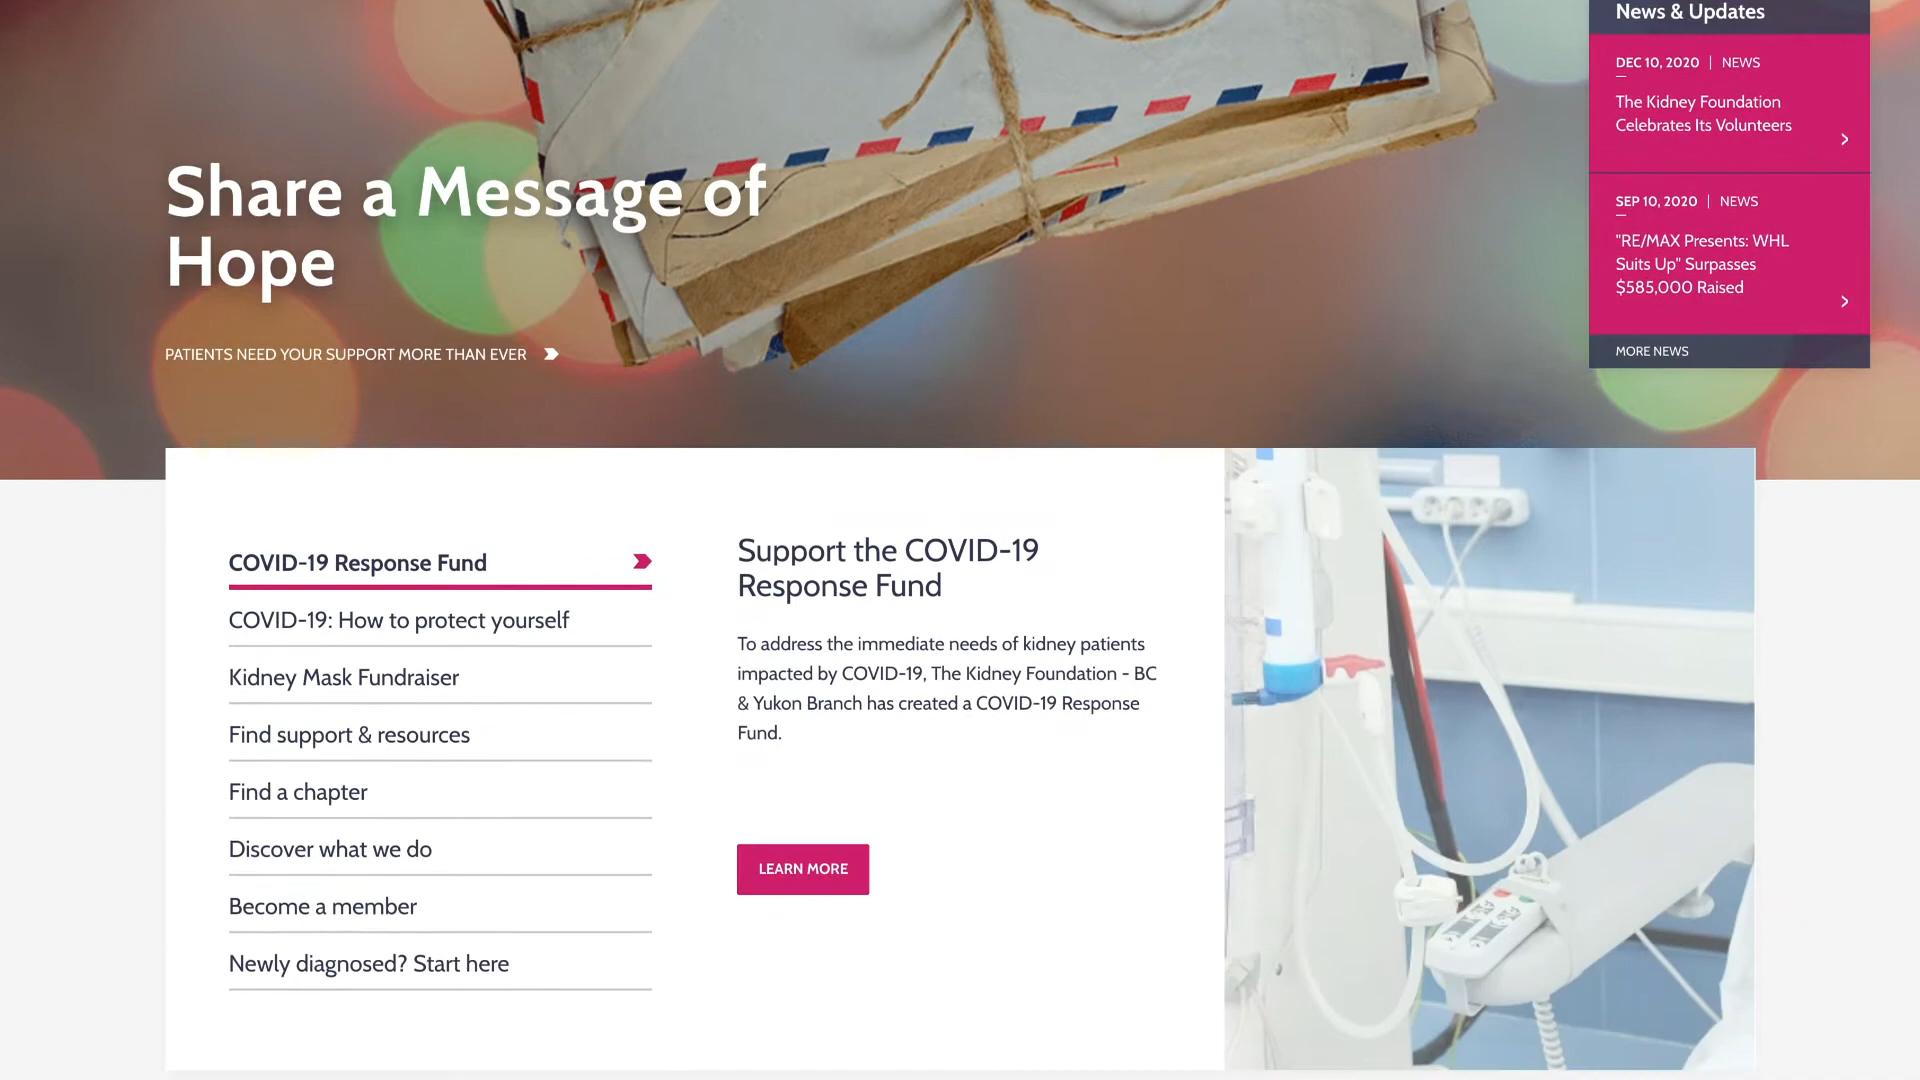 News & Updates
DEC 10, 2020 | NEWS
The Kidney Foundation
Celebrates Its Volunteers
SEP 10, 2020 | NEWS
"RE/MAX Presents: WHL
Suits Up" Surpasses
$585,000 Raised
MORE NEWS
Share a Message of
Hope
PATIENTS NEED YOUR SUPPORT MORE THAN EVER
COVID-19 Response Fund
COVID-19: How to protect yourself
Kidney Mask Fundraiser
Find support & resources
Find a chapter
Discover what we do
Become a member
Newly diagnosed? Start here
Support the COVID-19
Response Fund
To address the immediate needs of kidney patients
impacted by COVID-19, The Kidney Foundation - BC
& Yukon Branch has created a COVID-19 Response
Fund.
LEARN MORE